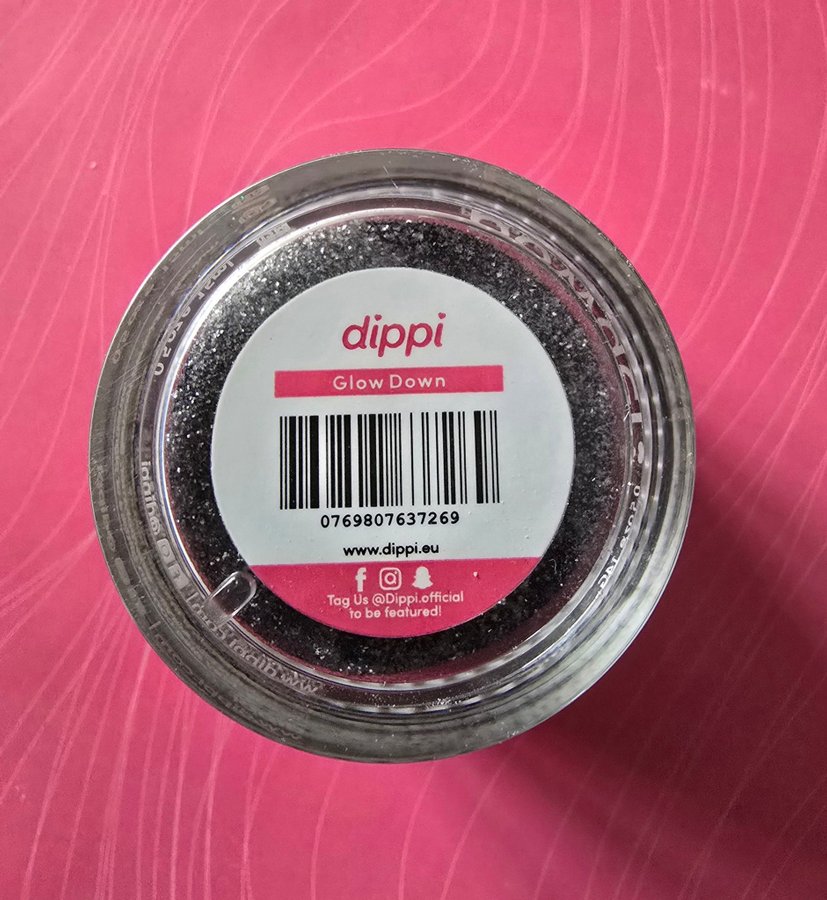 dippi
Glow Down
0769807637269
www.dippi.eu
Tag Us @Dippi.official
to be featured!